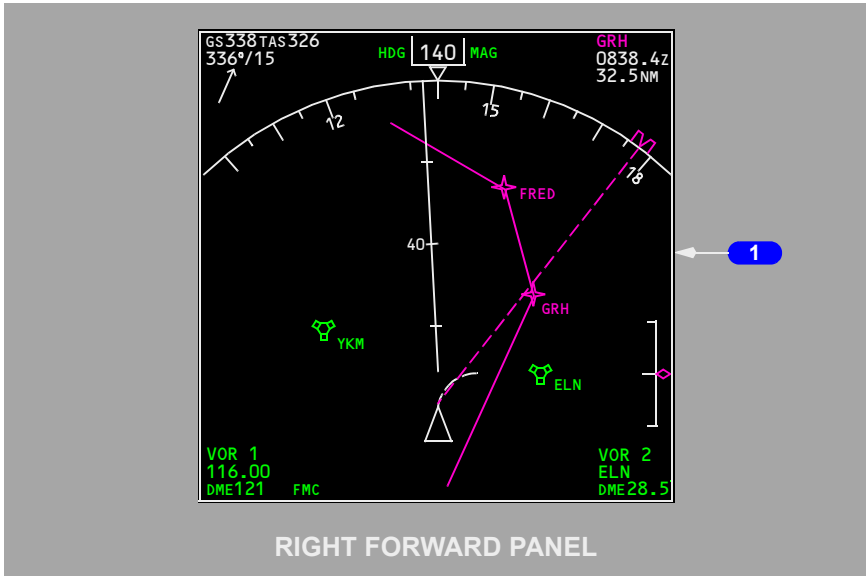 GS338TAS326
336°/15
HDG 140 MAG
GRH
0838.4Z
32.5NM
12
15
18
FRED
40
GRH
YKM
ELN
1
VOR 1
116.00
DME121 FMC
VOR 2
ELN
DME28.5
RIGHT FORWARD PANEL